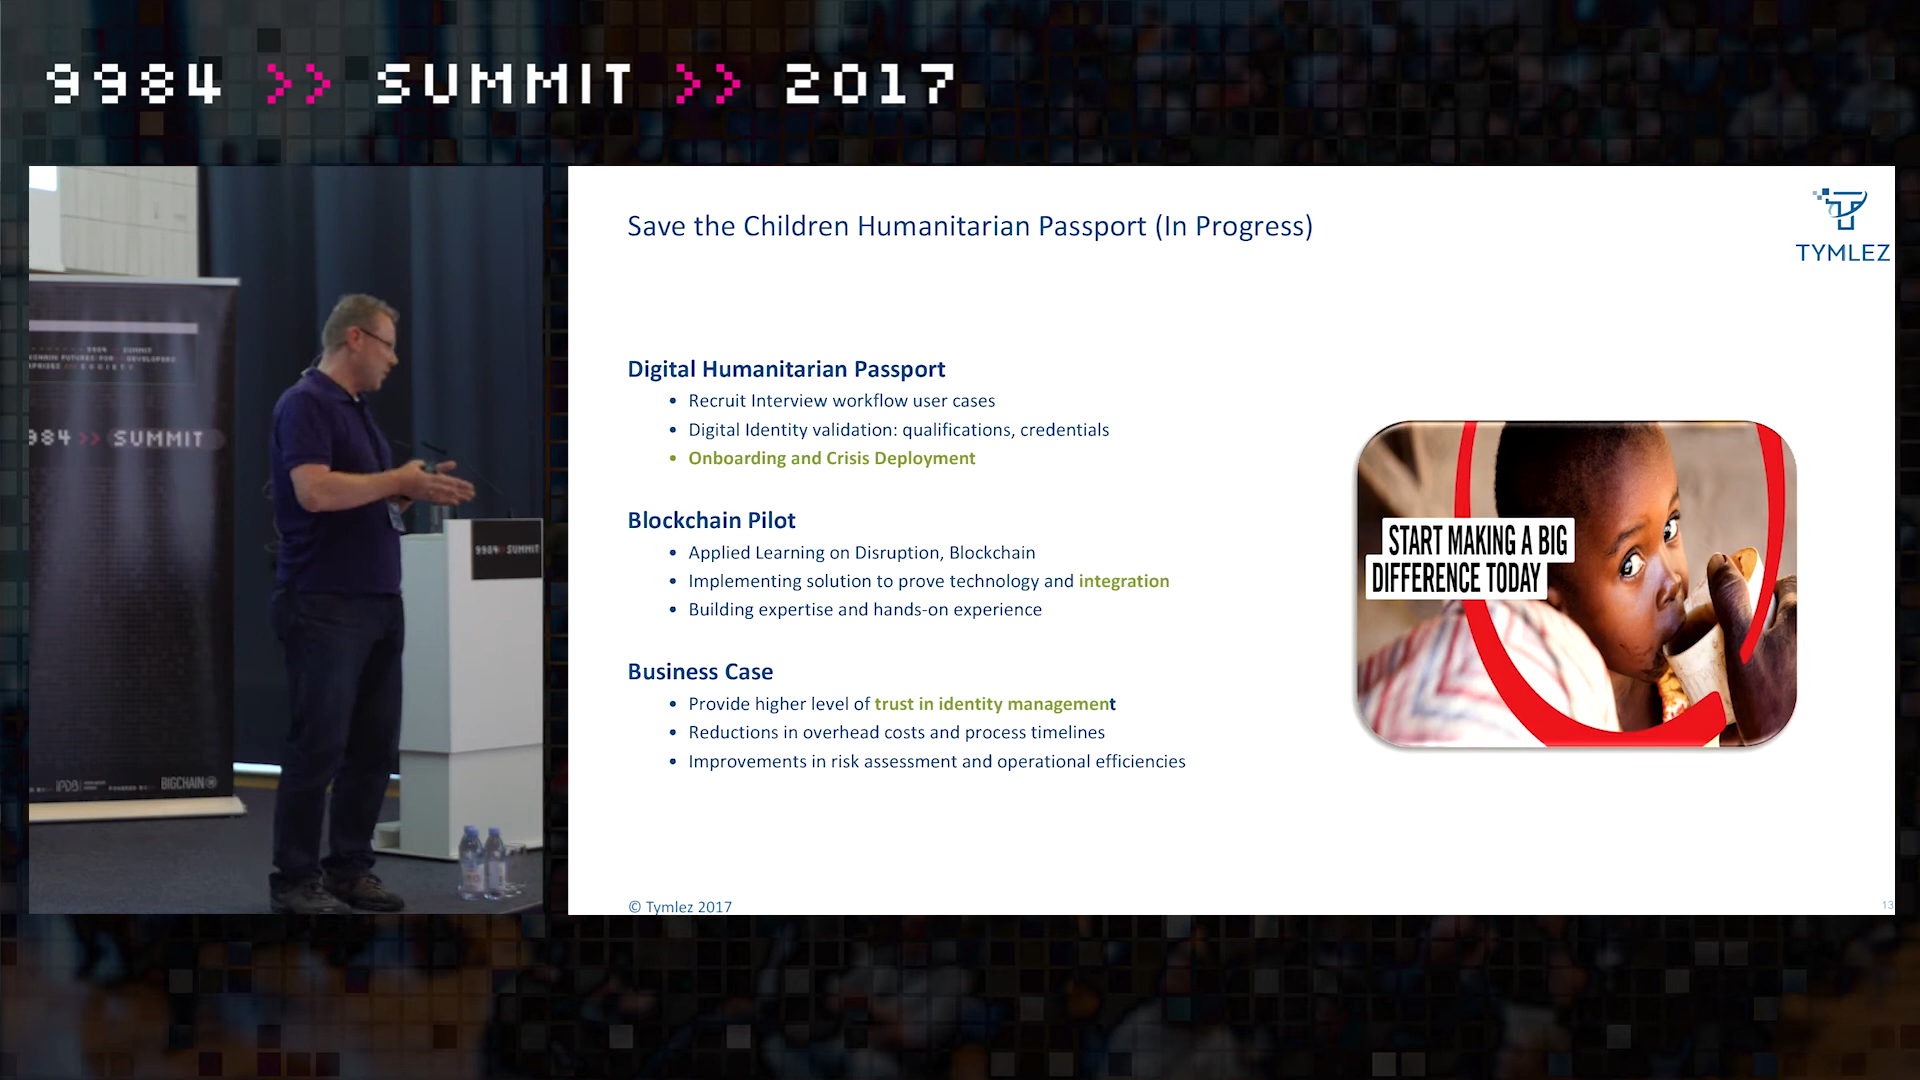 9984 >> SUMMIT >> 2017
Save the Children Humanitarian Passport (In Progress)
TYMLEZ
Digital Humanitarian Passport
• Recruit Interview workflow user cases
• Digital Identity validation: qualifications, credentials
• Onboarding and Crisis Deployment
Blockchain Pilot
• Applied Learning on Disruption, Blockchain
• Implementing solution to prove technology and integration
• Building expertise and hands-on experience
Business Case
• Provide higher level of trust in identity management
• Reductions in overhead costs and process timelines
• Improvements in risk assessment and operational efficiencies
START MAKING A BIG
DIFFERENCE TODAY
© Tymlez 2017
13
984 >> SUMMIT
IPDB
BIGCHAIN
9984 >> SUMMIT